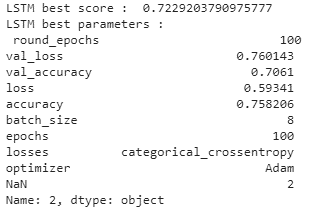 LSTM best score :  0.7229203790975777
LSTM best parameters :
 round_epochs                         100
val_loss                        0.760143
val_accuracy                      0.7061
loss                             0.59341
accuracy                        0.758206
batch_size                             8
epochs                               100
losses          categorical_crossentropy
optimizer                           Adam
NaN                                    2
Name: 2, dtype: object